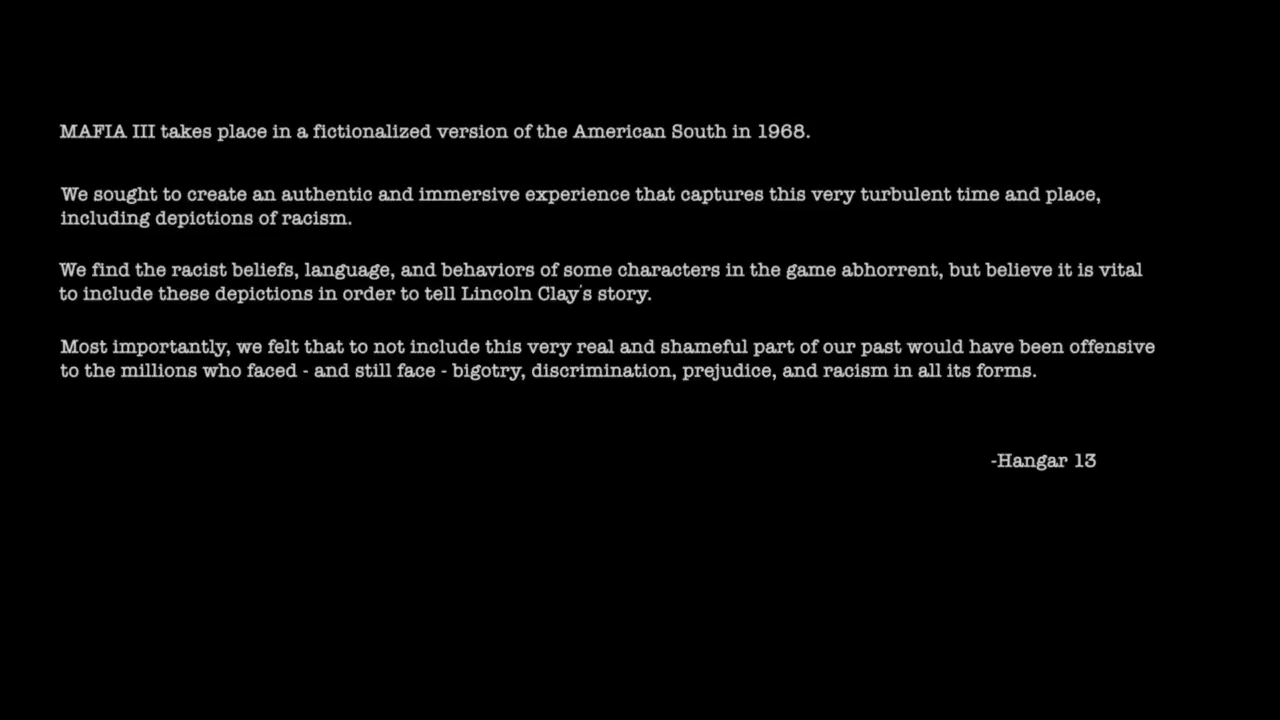 MAFIA III takes place in a fictionalized version of the American South in 1968.
We sought to create an authentic and immersive experience that captures this very turbulent time and place,
including depictions of racism.
We find the racist beliefs, language, and behaviors of some characters in the game abhorrent, but believe it is vital
to include these depictions in order to tell Lincoln Clay's story.
Most importantly, we felt that to not include this very real and shameful part of our past would have been offensive
to the millions who faced - and still face - bigotry, discrimination, prejudice, and racism in all its forms.
-Hangar 13